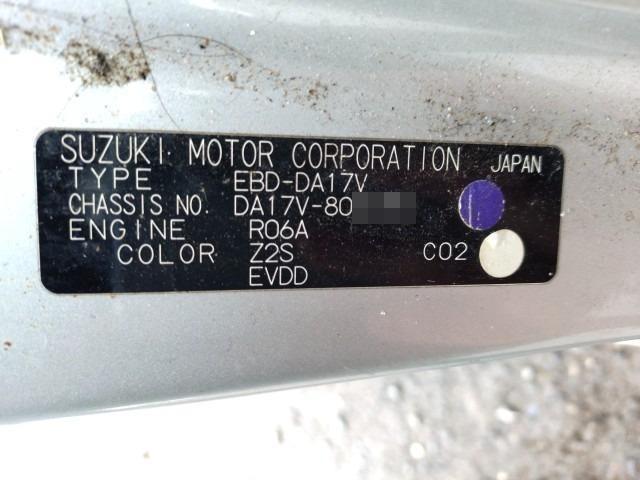 SUZUKI MOTOR CORPORATION JAPAN
TYPE EBD-DA17V
CHASSIS NO. DA17V-80
ENGINE R06A
COLOR Z2S C02
EVDD